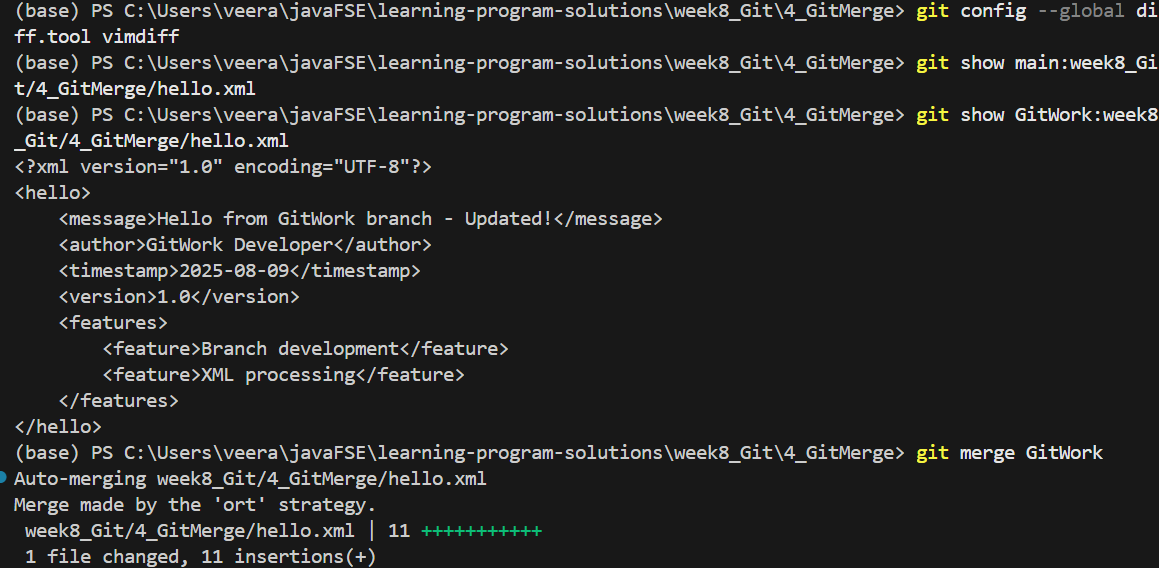 (base) PS C:\Users\veera\javaFSE\learning-program-solutions\week8_Git\4_GitMerge> git config --global di
ff.tool vimdiff
(base) PS C:\Users\veera\javaFSE\learning-program-solutions\week8_Git\4_GitMerge> git show main:week8_Gi
t/4_GitMerge/hello.xml
(base) PS C:\Users\veera\javaFSE\learning-program-solutions\week8_Git\4_GitMerge> git show GitWork:week8
_Git/4_GitMerge/hello.xml
<?xml version="1.0" encoding="UTF-8"?>
<hello>
    <message>Hello from GitWork branch - Updated!</message>
    <author>GitWork Developer</author>
    <timestamp>2025-08-09</timestamp>
    <version>1.0</version>
    <features>
        <feature>Branch development</feature>
        <feature>XML processing</feature>
    </features>
</hello>
(base) PS C:\Users\veera\javaFSE\learning-program-solutions\week8_Git\4_GitMerge> git merge GitWork
Auto-merging week8_Git/4_GitMerge/hello.xml
Merge made by the 'ort' strategy.
 week8_Git/4_GitMerge/hello.xml | 11 +++++++++++
 1 file changed, 11 insertions(+)